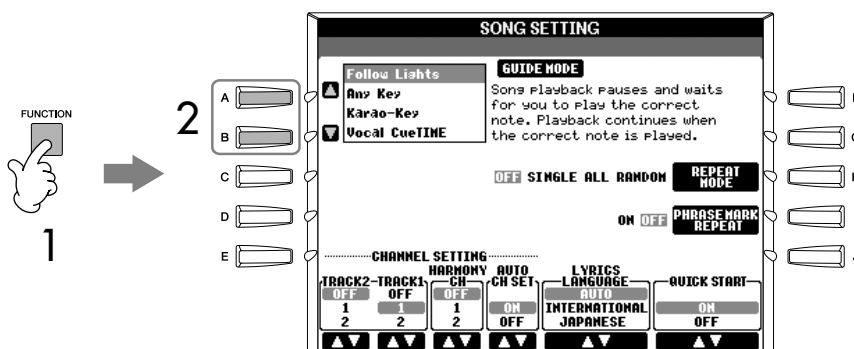 SONG SETTING
Follow Lights
Any Key
Karao-Key
Vocal CueTIME
GUIDE MODE
Song playback pauses and waits
for you to play the correct
note. Playback continues when
the correct note is played.
FUNCTION
1
2
A
B
C
D
E
OFF SINGLE ALL RANDOM REPEAT MODE
ON OFF PHRASE MARK REPEAT
CHANNEL SETTING
TRACK2 TRACK1 HARMONY CH AUTO CH SET LYRICS LANGUAGE QUICK START
OFF OFF OFF AUTO
1 1 1 ON INTERNATIONAL ON
2 2 2 OFF JAPANESE OFF